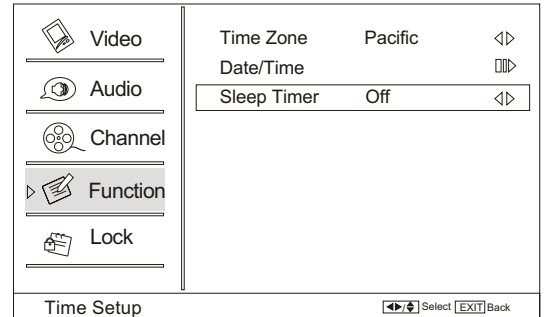 Video
Audio
Channel
Function
Lock
Time Zone Pacific
Date/Time
Sleep Timer Off
Time Setup
Select EXIT Back